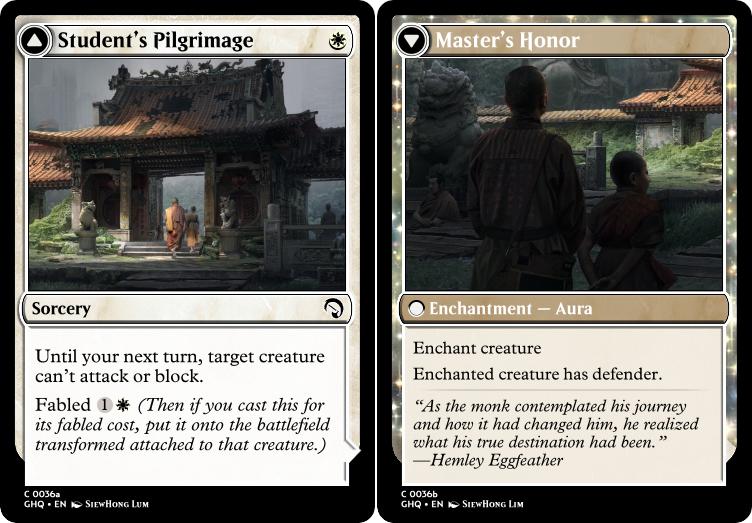 Student's Pilgrimage
Sorcery
Until your next turn, target creature
can't attack or block.
Fabled 1 (Then if you cast this for
its fabled cost, put it onto the battlefield
transformed attached to that creature.)
C 0036a
GHQ • EN SiewHong Lum
Master's Honor
Enchantment — Aura
Enchant creature
Enchanted creature has defender.
"As the monk contemplated his journey
and how it had changed him, he realized
what his true destination had been."
—Hemley Eggfeather
C 0036b
GHQ • EN SiewHong Lim